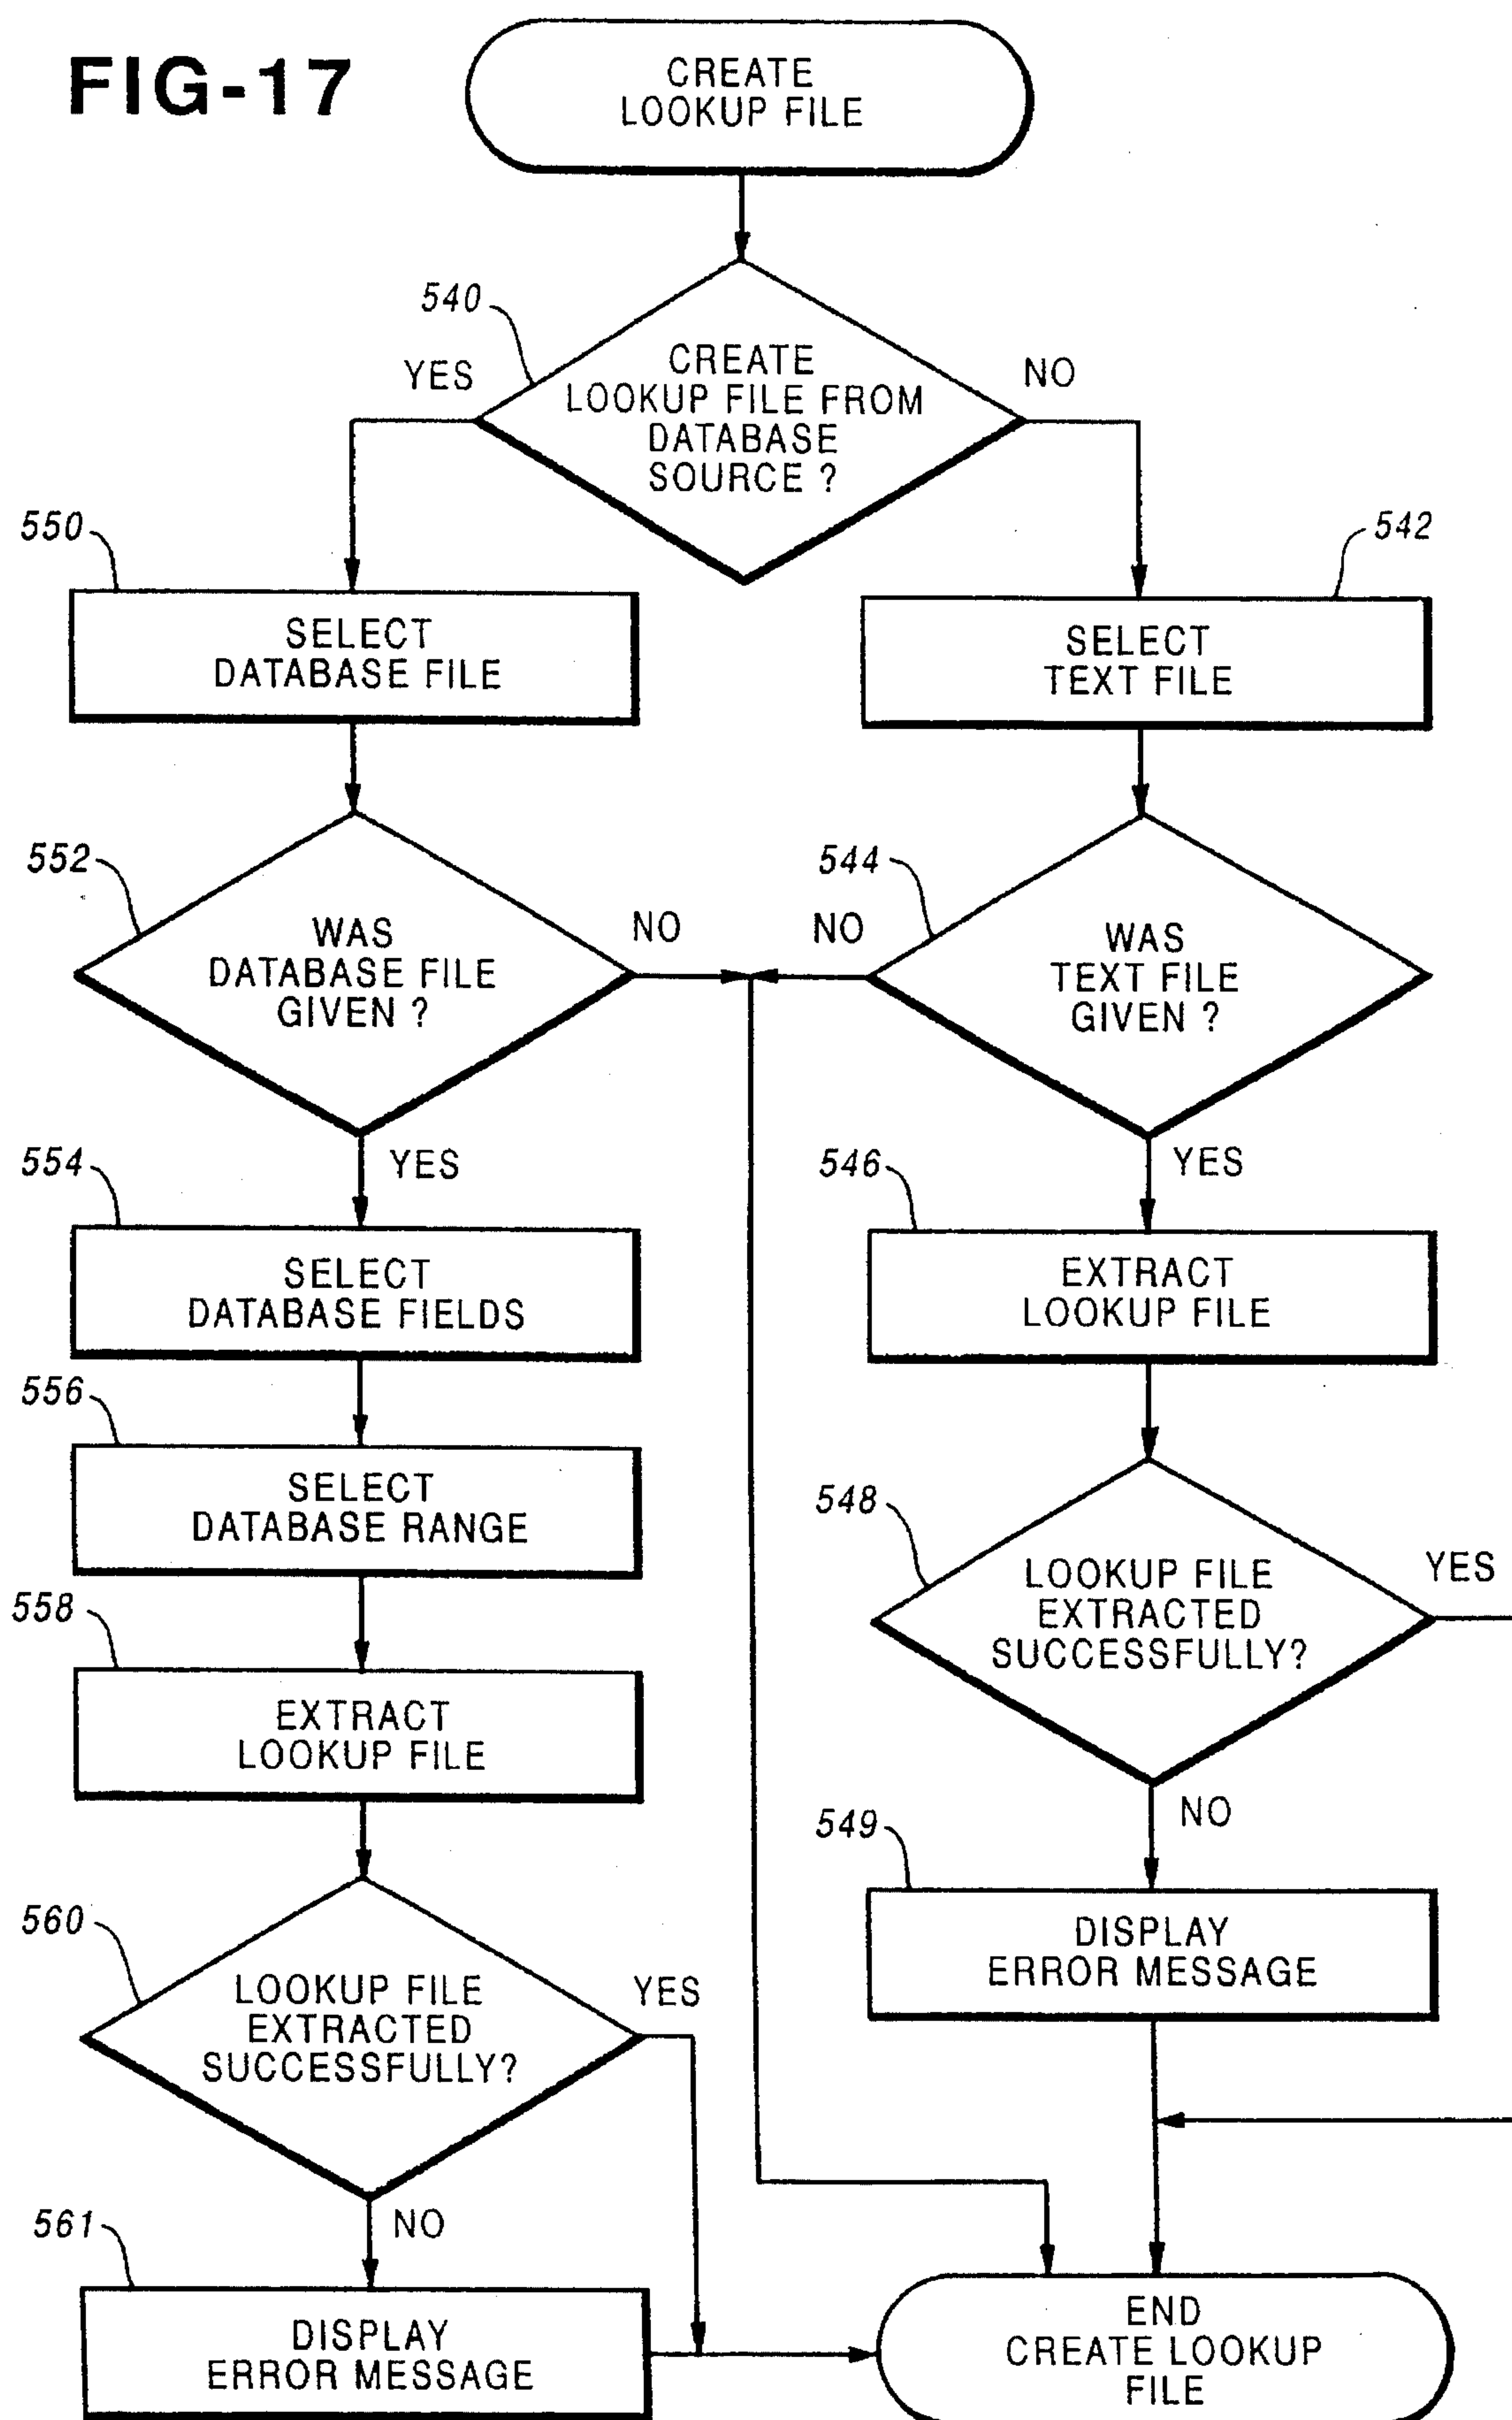 FIG-17
CREATE
LOOKUP FILE
540
YES
CREATE
LOOKUP FILE FROM
DATABASE
SOURCE ?
NO
550
SELECT
DATABASE FILE
542
SELECT
TEXT FILE
552
WAS
DATABASE FILE
GIVEN ?
NO
544
NO
WAS
TEXT FILE
GIVEN ?
YES
YES
554
SELECT
DATABASE FIELDS
546
EXTRACT
LOOKUP FILE
556
SELECT
DATABASE RANGE
548
LOOKUP FILE
EXTRACTED
SUCCESSFULLY?
YES
558
EXTRACT
LOOKUP FILE
NO
549
DISPLAY
ERROR MESSAGE
560
LOOKUP FILE
EXTRACTED
SUCCESSFULLY?
YES
NO
561
DISPLAY
ERROR MESSAGE
END
CREATE LOOKUP
FILE